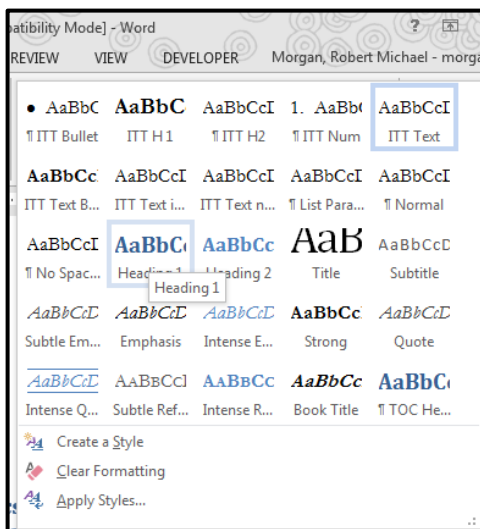 atibility Mode] - Word ?
REVIEW VIEW DEVELOPER Morgan, Robert Michael - morga
• AaBbC AaBbC AaBbCcI 1. AaBb( AaBbCcI
¶ ITT Bullet ITT H 1 ¶ ITT H2 ¶ ITT Num ITT Text
AaBbCc AaBbCcI AaBbCcI AaBbCcI AaBbCcI
ITT Text B... ITT Text i... ITT Text n... ¶ List Para... ¶ Normal
AaBbCcI AaBbC( AaBbCc AaB AaBbCcD
¶ No Spac... Heading 1 Heading 2 Title Subtitle
Heading 1
AaBbCcD AaBbCcD AaBbCcD AaBbCc AaBbCcD
Subtle Em... Emphasis Intense E... Strong Quote
AaBbCcD AaBbCcI AaBbCc AaBbCc AaBbC(
Intense Q... Subtle Ref... Intense R... Book Title ¶ TOC He...
Create a Style
Clear Formatting
Apply Styles...